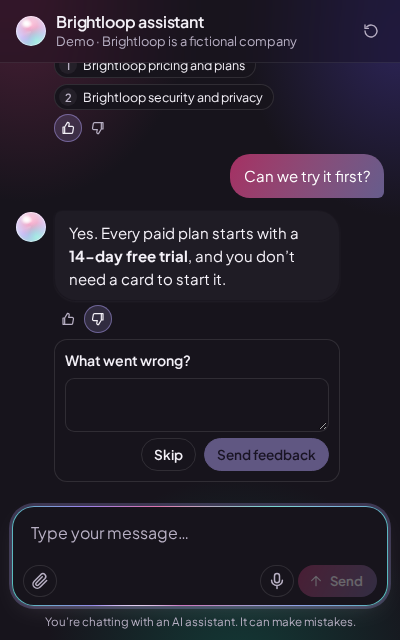 Brightloop assistant
Demo · Brightloop is a fictional company
1 Brightloop pricing and plans
2 Brightloop security and privacy
Can we try it first?
Yes. Every paid plan starts with a
14-day free trial, and you don't
need a card to start it.
What went wrong?
Skip
Send feedback
Type your message...
Send
You're chatting with an AI assistant. It can make mistakes.